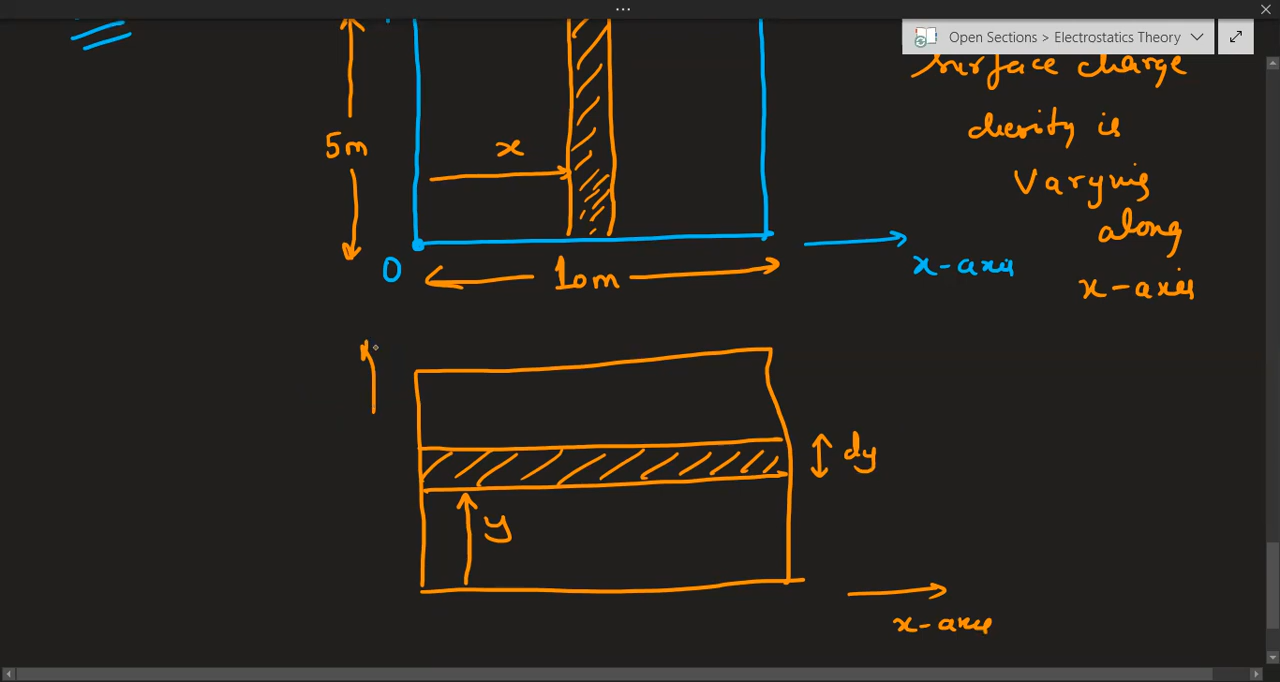 ...
Open Sections > Electrostatics Theory
surface charge
density is
varying
along
x-axis
5m
x
0
10m
x-axis
dy
y
x-axis